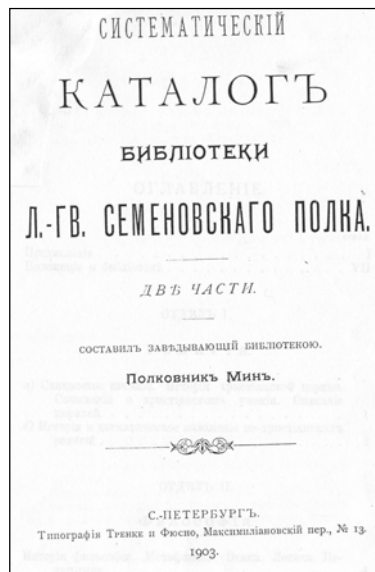 СИСТЕМАТИЧЕСКІЙ
КАТАЛОГЪ
БИБЛІОТЕКИ
Л.-ГВ. СЕМЕНОВСКАГО ПОЛКА.
ДВѢ ЧАСТИ.
СОСТАВИЛЪ ЗАВѢДЫВАЮЩІЙ БИБЛІОТЕКОЮ.
Полковникъ Минъ.
С.-ПЕТЕРБУРГЪ.
Типографія Тренке и Фюсно, Максимиліановскій пер., № 13.
1903.